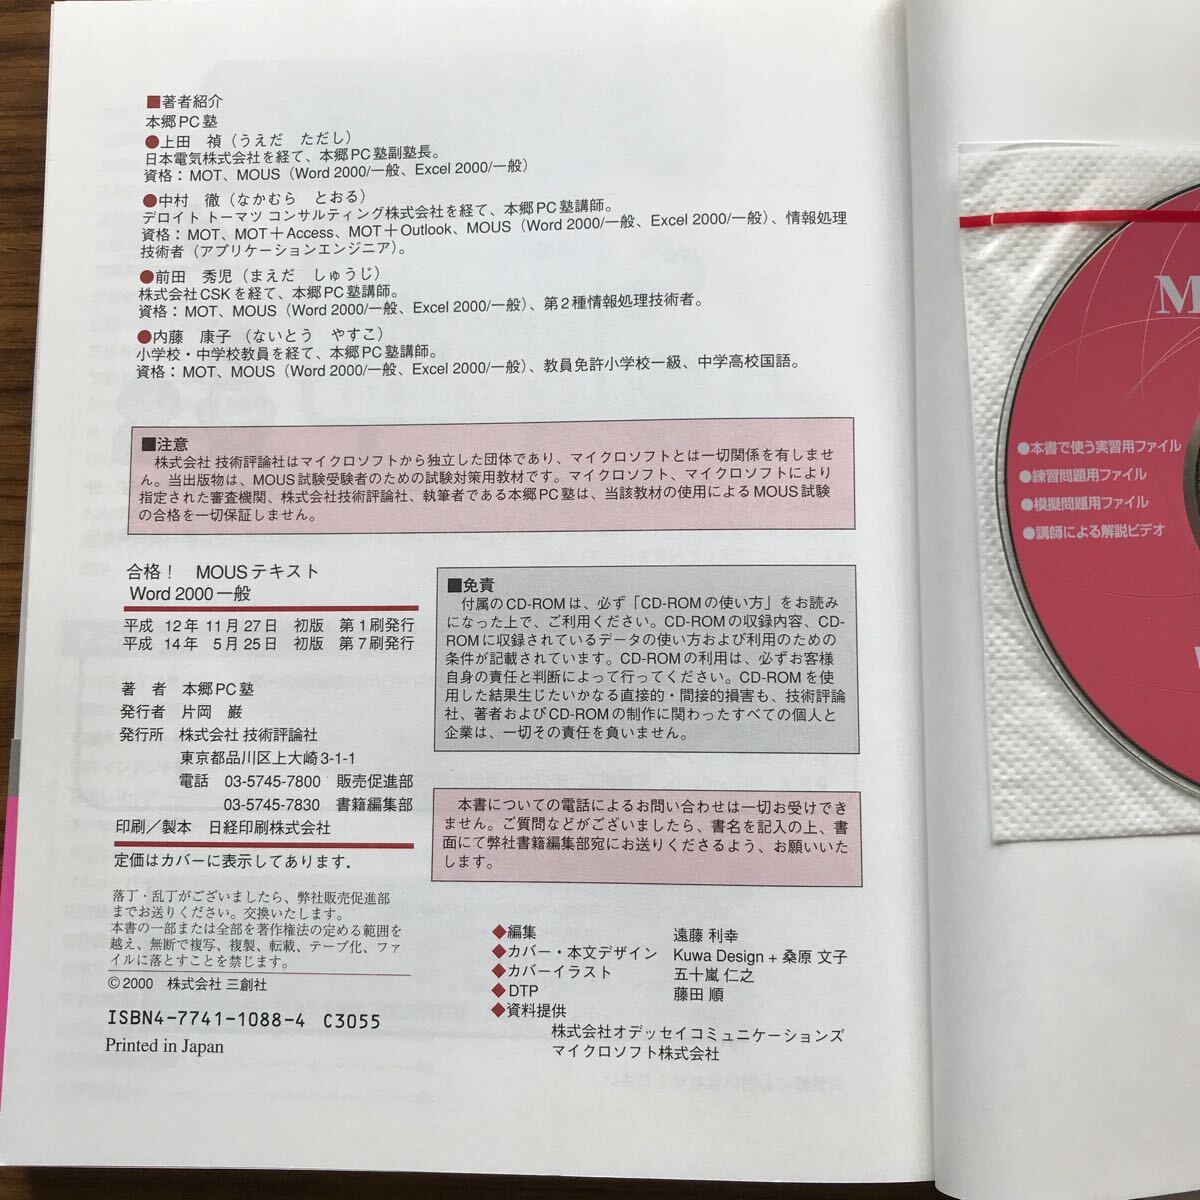 ■著者紹介
本郷PC塾
●上田　禎(うえだ　ただし)
日本電気株式会社を経て、本郷PC塾副塾長。
資格：MOT、MOUS (Word 2000/一般、Excel 2000/一般)
●中村　徹(なかむら　とおる)
デロイト トーマツ コンサルティング株式会社を経て、本郷PC塾講師。
資格：MOT、MOT＋Access、MOT＋Outlook、MOUS (Word 2000/一般、Excel 2000/一般)、情報処理
技術者(アプリケーションエンジニア)。
●前田　秀児(まえだ　しゅうじ)
株式会社CSKを経て、本郷PC塾講師。
資格：MOT、MOUS (Word 2000/一般、Excel 2000/一般)、第2種情報処理技術者。
●内藤　康子(ないとう　やすこ)
小学校・中学校教員を経て、本郷PC塾講師。
資格：MOT、MOUS (Word 2000/一般、Excel 2000/一般)、教員免許小学校一級、中学高校国語。
■注意
株式会社 技術評論社はマイクロソフトから独立した団体であり、マイクロソフトとは一切関係を有しませ
ん。当出版物は、MOUS試験受験者のための試験対策用教材です。マイクロソフト、マイクロソフトにより
指定された審査機関、株式会社技術評論社、執筆者である本郷PC塾は、当該教材の使用によるMOUS試験
の合格を一切保証しません。
合格！　MOUSテキスト
Word 2000一般
平成　12年 11月 27日　初版　第1刷発行
平成　14年　5月 25日　初版　第7刷発行
著　者　本郷PC塾
発行者　片岡　巌
発行所　株式会社 技術評論社
東京都品川区上大崎3-1-1
電話　03-5745-7800　販売促進部
03-5745-7830　書籍編集部
印刷／製本　日経印刷株式会社
定価はカバーに表示してあります.
落丁・乱丁がございましたら、弊社販売促進部
までお送りください。交換いたします。
本書の一部または全部を著作権法の定める範囲を
越え、無断で複写、複製、転載、テープ化、ファ
イルに落とすことを禁じます。
©2000　株式会社 三創社
ISBN4-7741-1088-4 C3055
Printed in Japan
■免責
付属のCD-ROMは、必ず「CD-ROMの使い方」をお読み
になった上で、ご利用ください。CD-ROMの収録内容、CD-
ROMに収録されているデータの使い方および利用のための
条件が記載されています。CD-ROMの利用は、必ずお客様
自身の責任と判断によって行ってください。CD-ROMを使
用した結果生じたいかなる直接的・間接的損害も、技術評論
社、著者およびCD-ROMの制作に関わったすべての個人と
企業は、一切その責任を負いません。
本書についての電話によるお問い合わせは一切お受けできま
せん。ご質問などがございましたら、書名を記入の上、書
面にて弊社書籍編集部宛にお送りくださるよう、お願いいた
します。
◆編集　遠藤 利幸
◆カバー・本文デザイン　Kuwa Design + 桑原 文子
◆カバーイラスト　五十嵐 仁之
◆DTP　藤田 順
◆資料提供
株式会社オデッセイコミュニケーションズ
マイクロソフト株式会社
M
●本書で使う実習用ファイル
●練習問題用ファイル
●模擬問題用ファイル
●講師による解説ビデオ